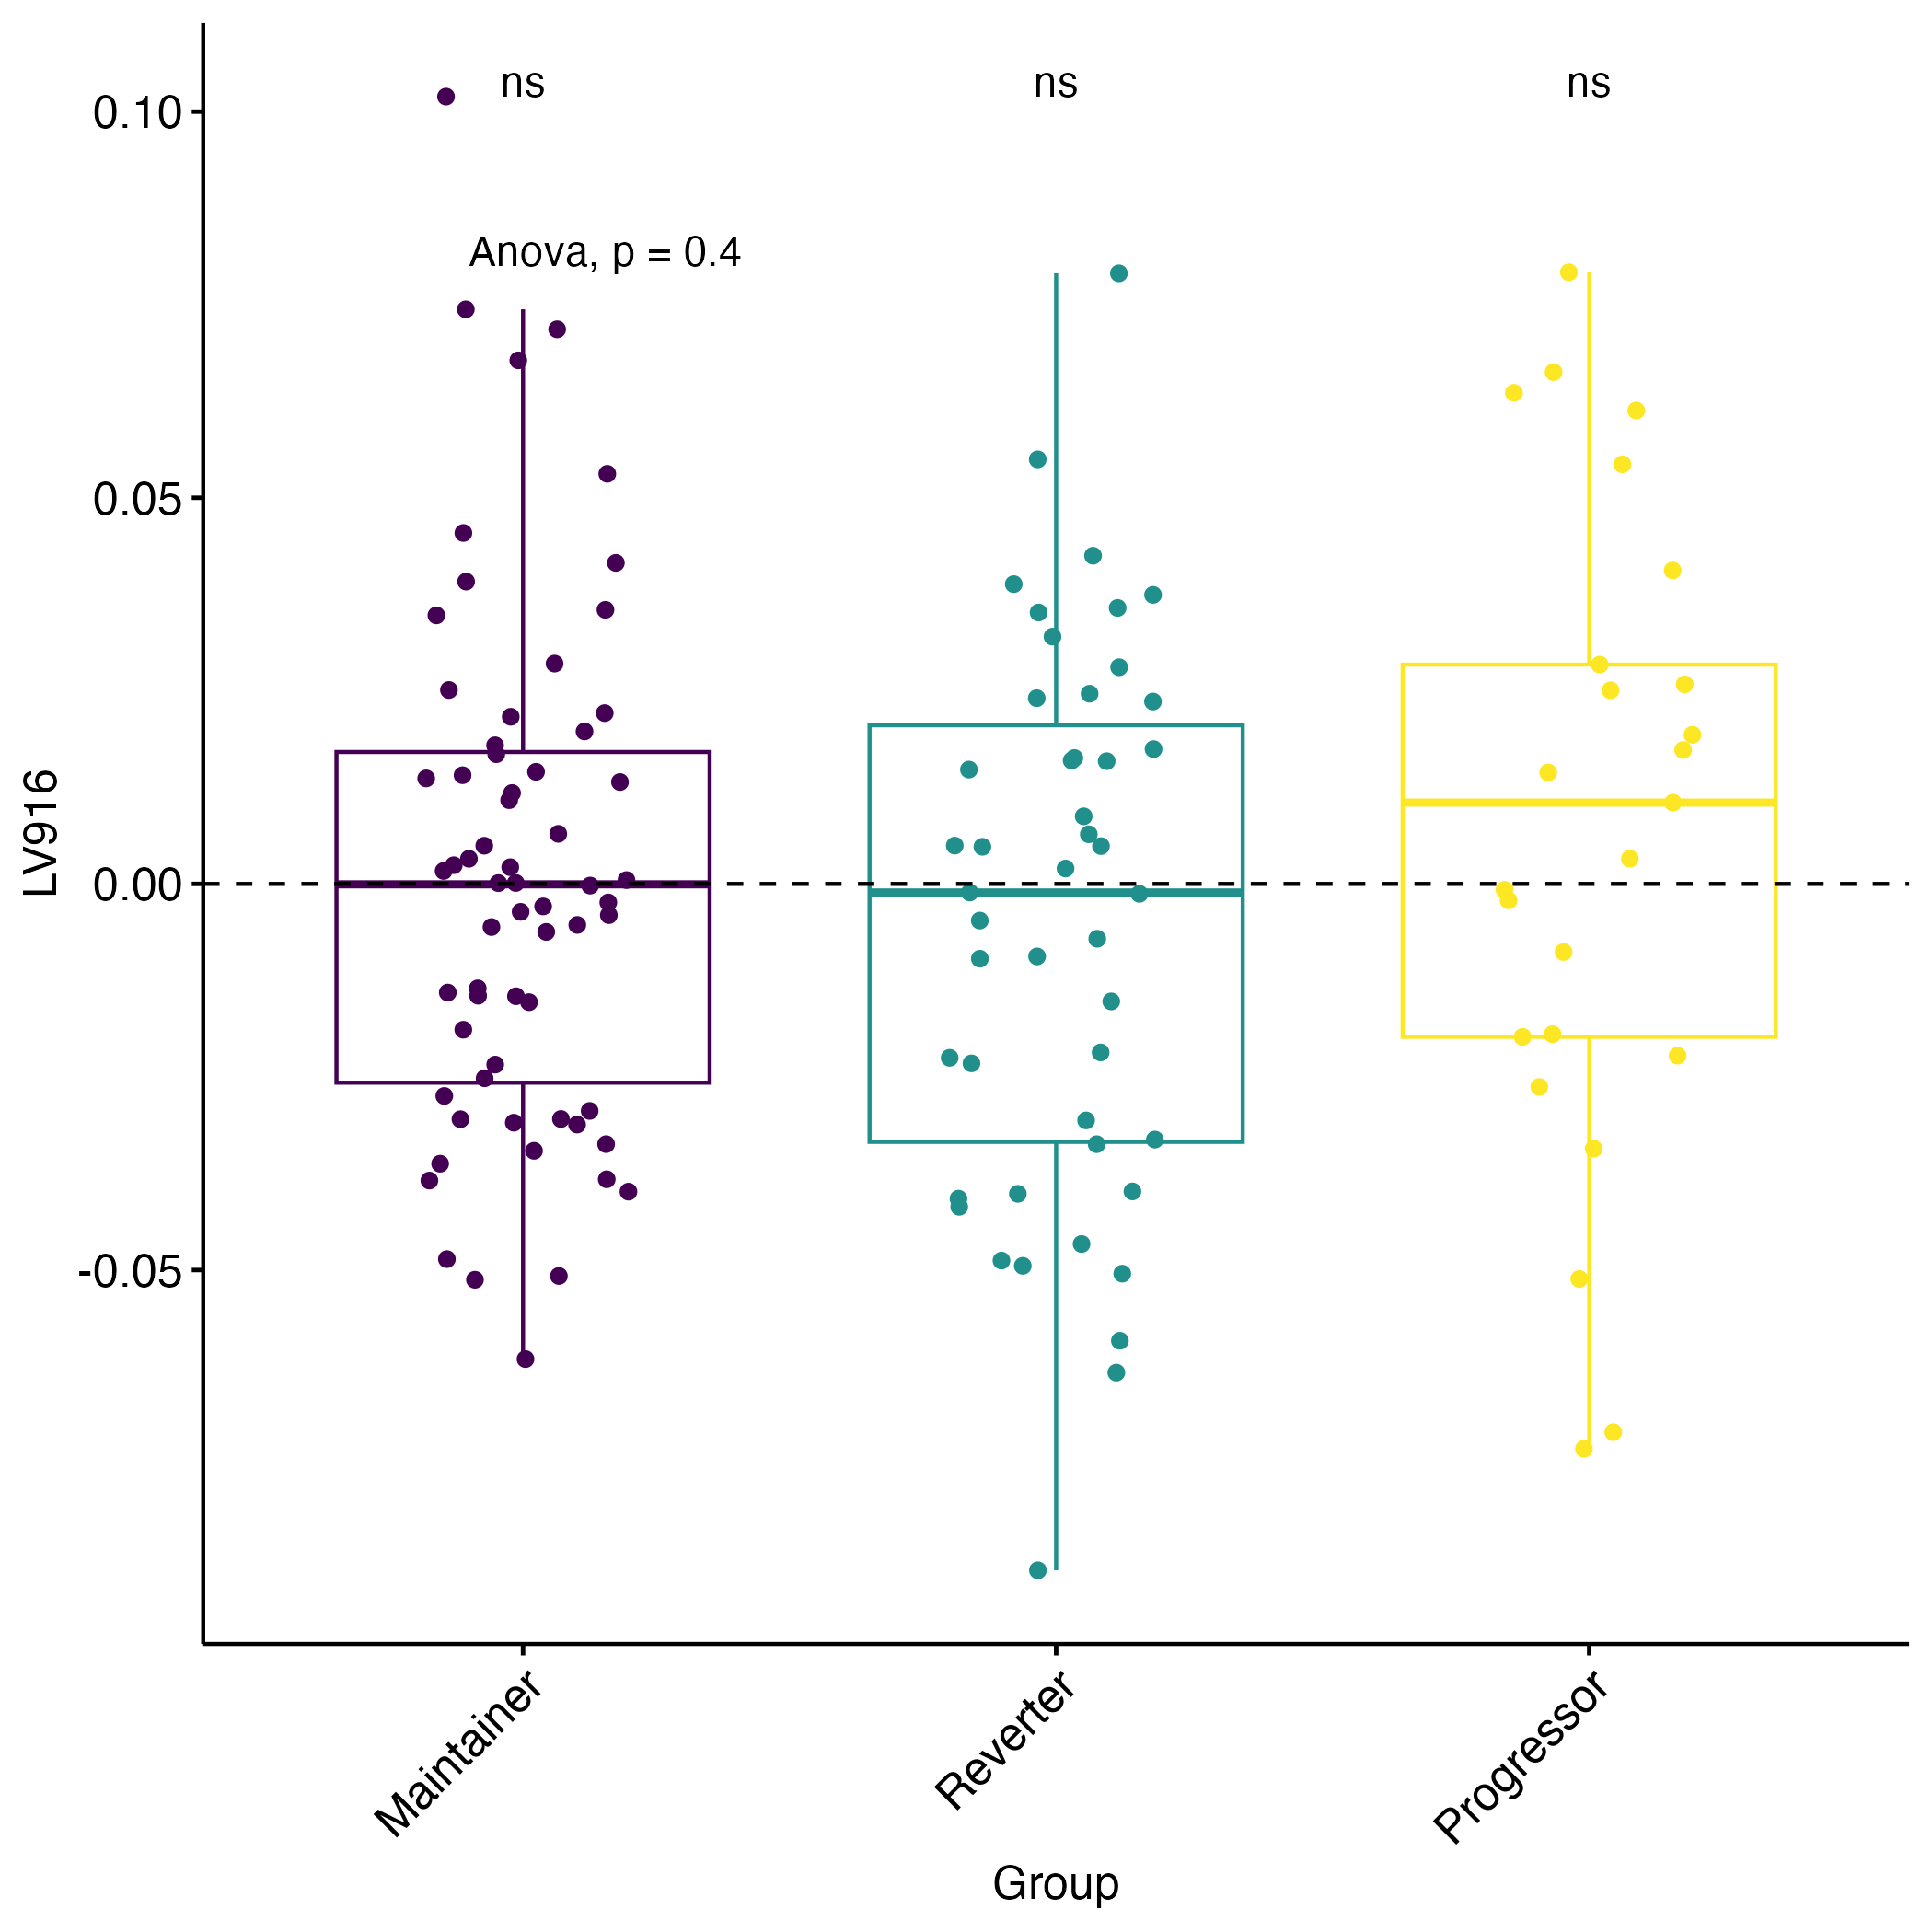 ns ns ns
Anova, p = 0.4
0.10
0.05
0.00
-0.05
LV916
Maintainer
Reverter
Progressor
Group